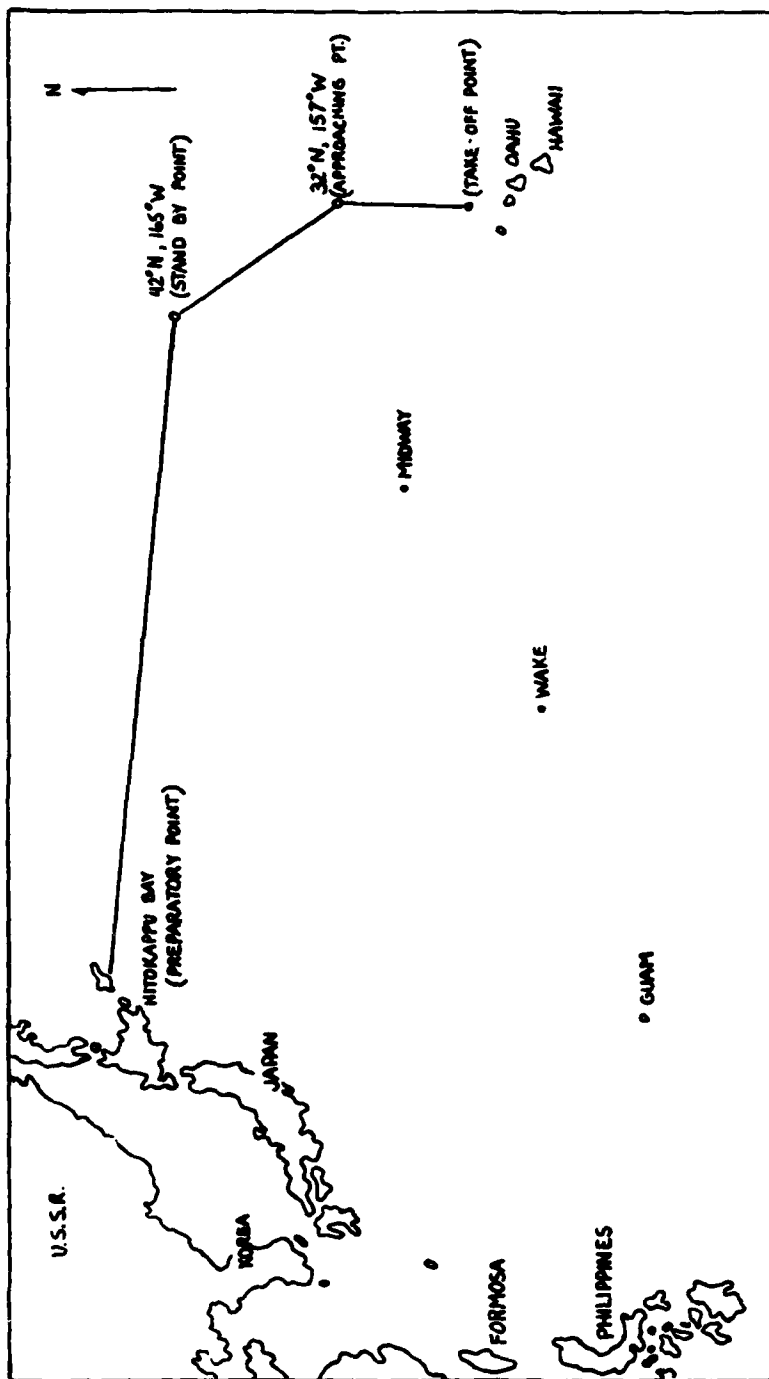 N
42°N, 165°W
(STAND BY POINT)
32°N, 157°W
(APPROACHING PT.)
(TAKE-OFF POINT)
OAHU
HAWAII
MIDWAY
WAKE
HITOKAPPU BAY
(PREPARATORY POINT)
GUAM
JAPAN
U.S.S.R.
KOREA
FORMOSA
PHILIPPINES